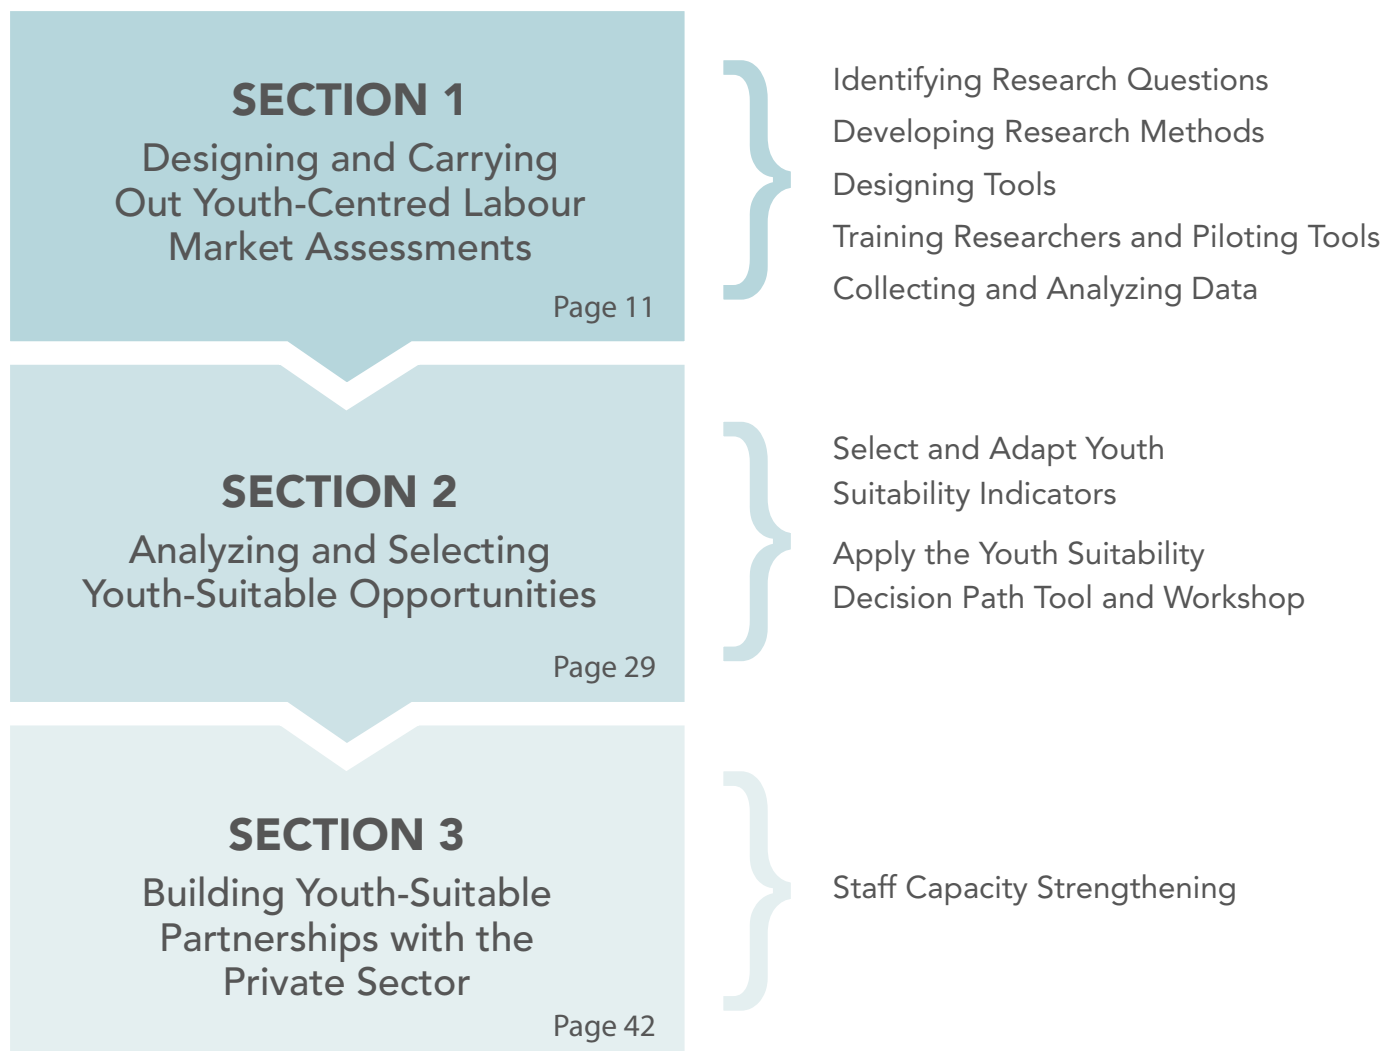 SECTION 1
Designing and Carrying
Out Youth-Centred Labour
Market Assessments
Page 11
Identifying Research Questions
Developing Research Methods
Designing Tools
Training Researchers and Piloting Tools
Collecting and Analyzing Data
SECTION 2
Analyzing and Selecting
Youth-Suitable Opportunities
Page 29
Select and Adapt Youth
Suitability Indicators
Apply the Youth Suitability
Decision Path Tool and Workshop
SECTION 3
Building Youth-Suitable
Partnerships with the
Private Sector
Page 42
Staff Capacity Strengthening